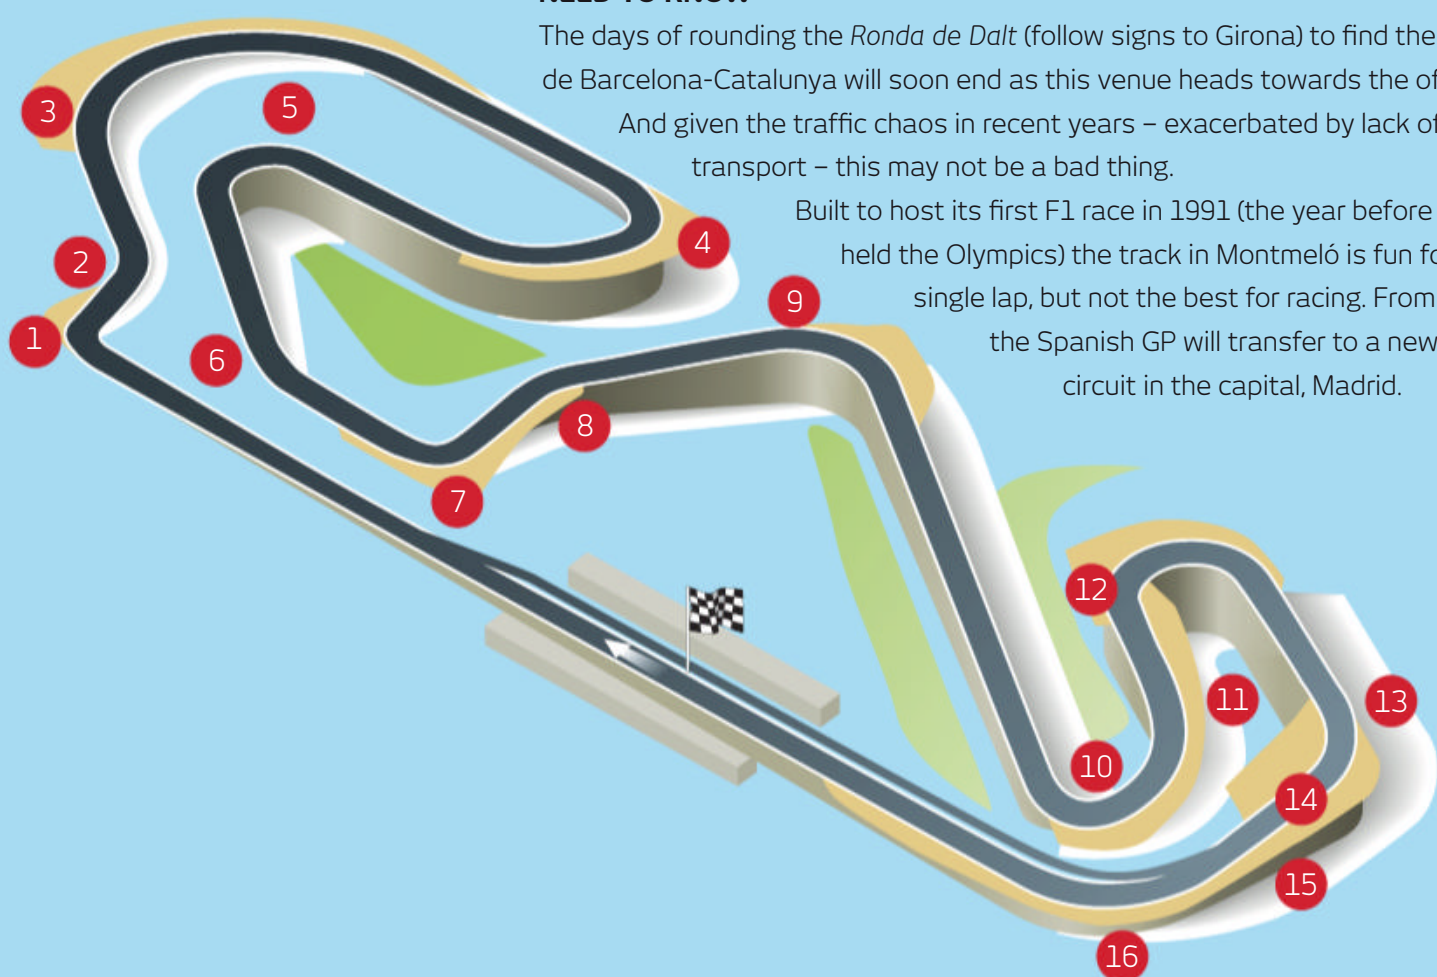 The days of rounding the Ronda de Dalt (follow signs to Girona) to find the
de Barcelona-Catalunya will soon end as this venue heads towards the
And given the traffic chaos in recent years – exacerbated by lack
transport – this may not be a bad thing.
Built to host its first F1 race in 1991 (the year before
held the Olympics) the track in Montmeló is fun
single lap, but not the best for racing. From
the Spanish GP will transfer to a new
circuit in the capital, Madrid.
3
5
2
4
1
9
6
8
7
12
11
13
10
14
15
16